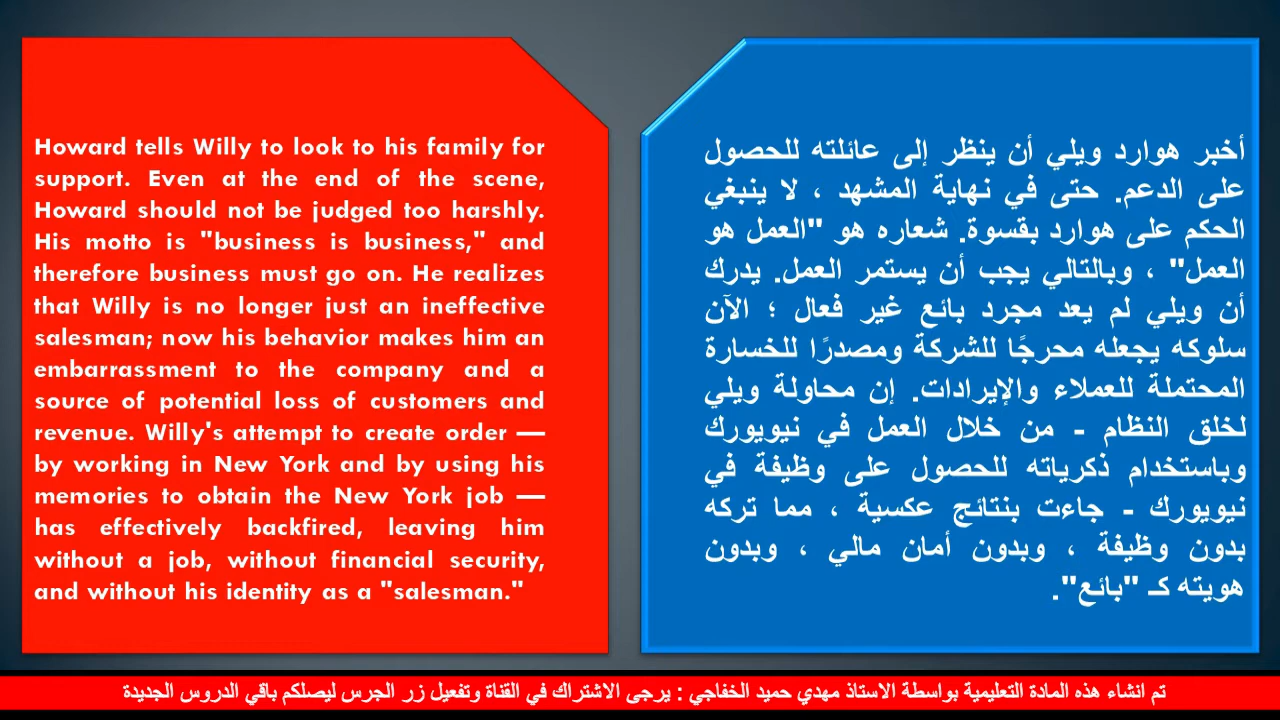 Howard tells Willy to look to his family for
support. Even at the end of the scene,
Howard should not be judged too harshly.
His motto is "business is business," and
therefore business must go on. He realizes
that Willy is no longer just an ineffective
salesman; now his behavior makes him an
embarrassment to the company and a
source of potential loss of customers and
revenue. Willy's attempt to create order —
by working in New York and by using his
memories to obtain the New York job —
has effectively backfired, leaving him
without a job, without financial security,
and without his identity as a "salesman."
أخبر هوارد ويلي أن ينظر إلى عائلته للحصول
على الدعم. حتى في نهاية المشهد ، لا ينبغي
الحكم على هوارد بقسوة. شعاره هو "العمل هو
العمل" ، وبالتالي يجب أن يستمر العمل. يدرك
أن ويلي لم يعد مجرد بائع غير فعال ؛ الآن
سلوكه يجعله محرجًا للشركة ومصدرًا للخسارة
المحتملة للعملاء والإيرادات. إن محاولة ويلي
لخلق النظام - من خلال العمل في نيويورك
وباستخدام ذكرياته للحصول على وظيفة في
نيويورك - جاءت بنتائج عكسية ، مما تركه
بدون وظيفة ، وبدون أمان مالي ، وبدون
هويته كـ "بائع".
تم انشاء هذه المادة التعليمية بواسطة الاستاذ مهدي حميد الخفاجي : يرجى الاشتراك في القناة وتفعيل زر الجرس ليصلكم باقي الدروس الجديدة